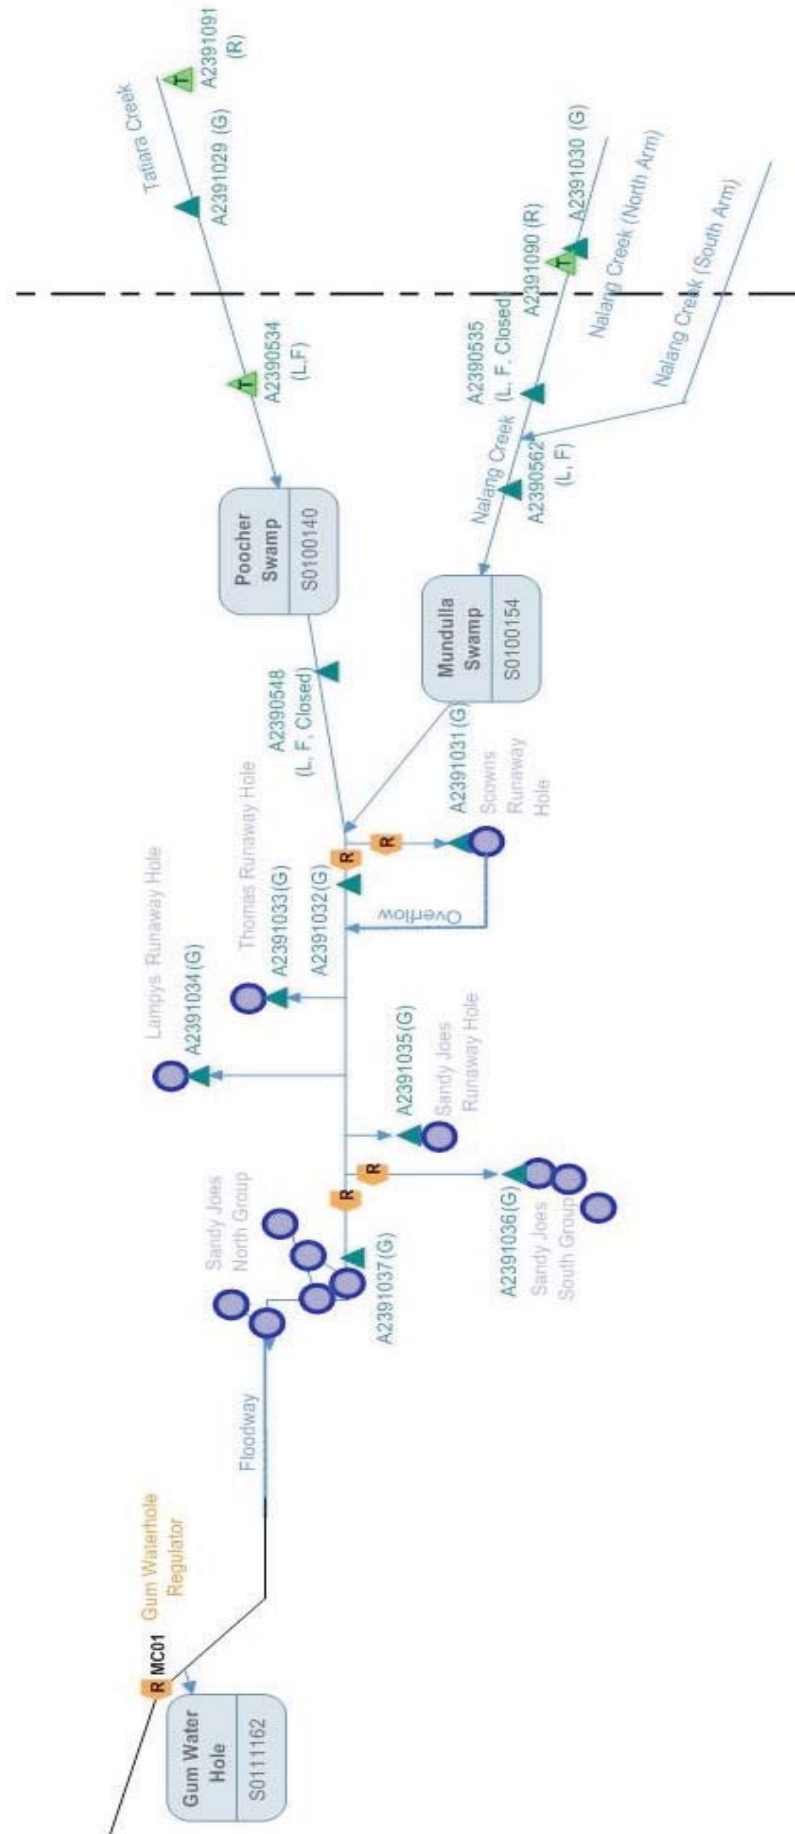 Tatiara Creek
T
A2391091
(R)
A2391029 (G)
T
A2390534
(L,F)
Poocher
Swamp
S0100140
A2390548
(L, F, Closed)
A2391030 (G)
T
A2391090 (R)
Nalang Creek (North Arm)
Nalang Creek (South Arm)
A2390535
(L, F, Closed)
Nalang Creek
A2390562
(L, F)
Mundulla
Swamp
S0100154
A2391031(G)
Scowns
Runaway
Hole
R
R
Overflow
A2391032(G)
Thomas Runaway Hole
A2391033(G)
Lampys Runaway Hole
A2391034(G)
A2391035(G)
Sandy Joes
Runaway Hole
R
R
A2391036(G)
Sandy Joes
South Group
Sandy Joes
North Group
A2391037(G)
Floodway
Gum Waterhole
Regulator
R
MC01
Gum Water
Hole
S0111162